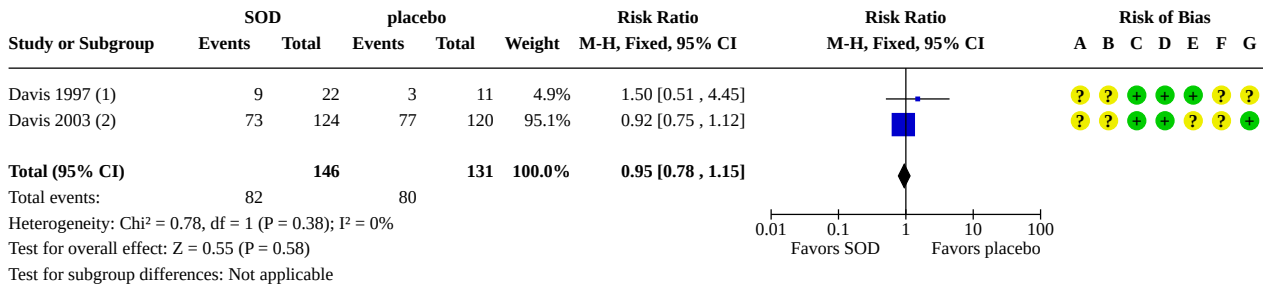 SOD placebo Risk Ratio Risk Ratio Risk of Bias
Study or Subgroup Events Total Events Total Weight M-H, Fixed, 95% CI M-H, Fixed, 95% CI A B C D E F G
Davis 1997 (1) 9 22 3 11 4.9% 1.50 [0.51 , 4.45] ? ? + + + ? ?
Davis 2003 (2) 73 124 77 120 95.1% 0.92 [0.75 , 1.12] ? ? + + ? ? +
Total (95% CI) 146 131 100.0% 0.95 [0.78 , 1.15]
Total events: 82 80
Heterogeneity: Chi² = 0.78, df = 1 (P = 0.38); I² = 0%
0.01 0.1 1 10 100
Test for overall effect: Z = 0.55 (P = 0.58) Favors SOD Favors placebo
Test for subgroup differences: Not applicable